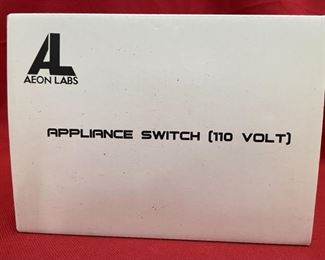 AL
AEON LABS
APPLIANCE SWITCH (110 VOLT)